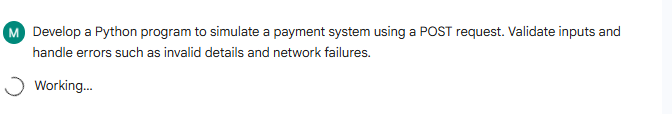 M
Develop a Python program to simulate a payment system using a POST request. Validate inputs and
handle errors such as invalid details and network failures.
Working...